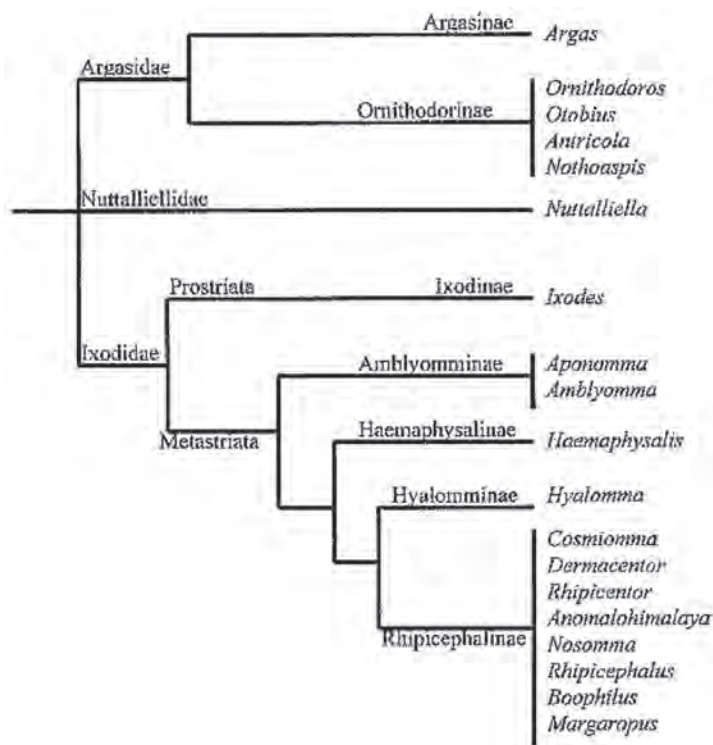 Argasinae
Argas
Argasidae
Ornithodoros
Ornithodorinae
Otobius
Antricola
Nothoaspis
Nuttalliellidae
Nuttalliella
Prostriata
Ixodinae
Ixodes
Ixodidae
Amblyomminae
Aponomma
Amblyomma
Metastriata
Haemaphysalinae
Haemaphysalis
Hyalomminae
Hyalomma
Cosmiomma
Dermacentor
Rhipicentor
Anomalohimalaya
Rhipicephalinae
Nosomma
Rhipicephalus
Boophilus
Margaropus